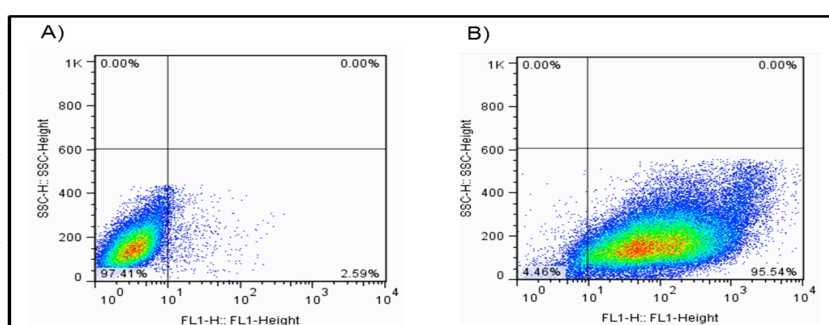 A)
0.00% 0.00%
1K
800
600
400
200
0
SSC-H:: SSC-Height
97.41% 2.59%
10^0 10^1 10^2 10^3 10^4
FL1-H:: FL1-Height
B)
0.00% 0.00%
1K
800
600
400
200
0
SSC-H:: SSC-Height
4.46% 95.54%
10^0 10^1 10^2 10^3 10^4
FL1-H:: FL1-Height